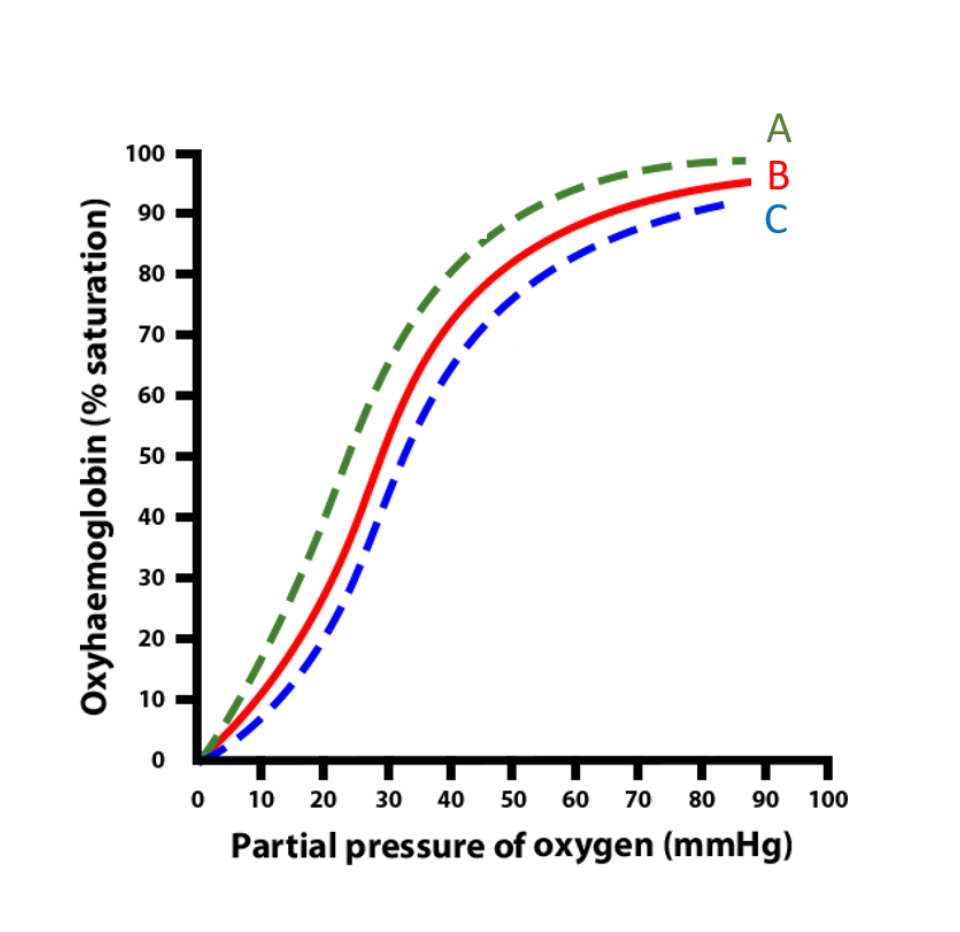 A
B
C
100
90
80
70
60
50
40
30
20
10
0
0 10 20 30 40 50 60 70 80 90 100
Oxyhaemoglobin (% saturation)
Partial pressure of oxygen (mmHg)